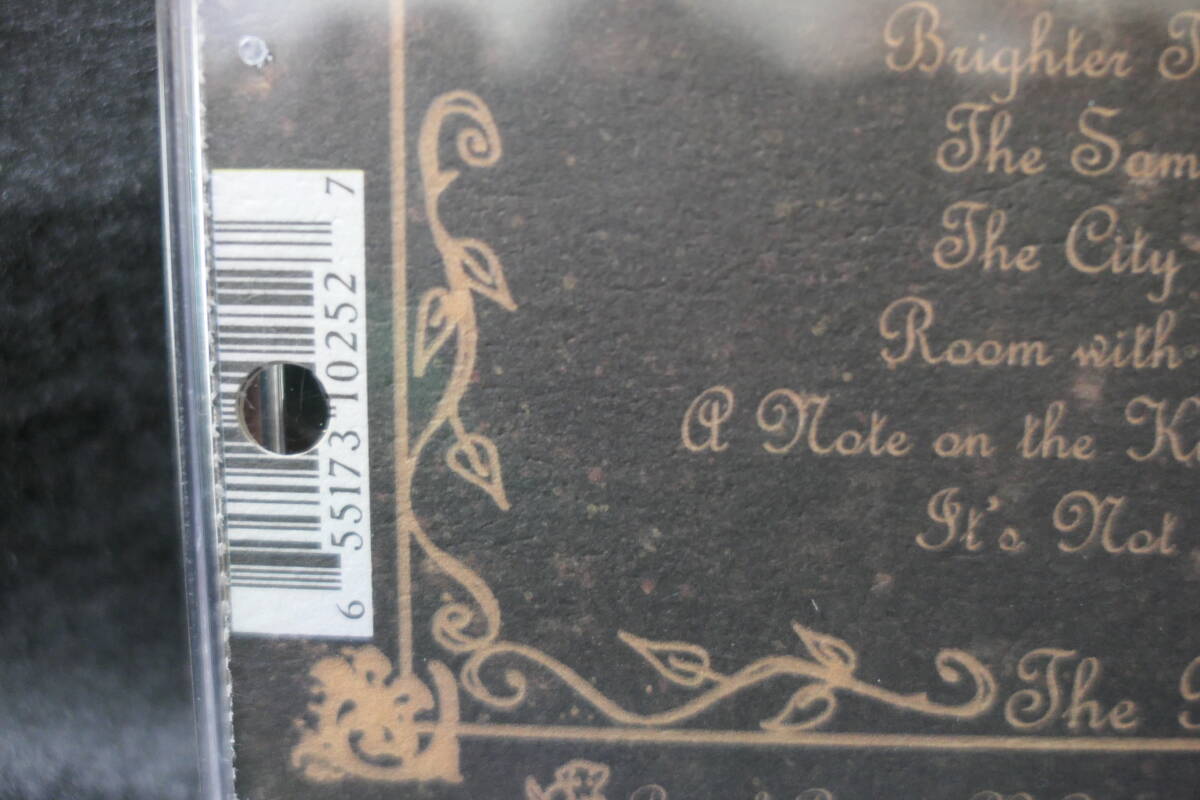 Brighter
The Sam
The City
Room with
A Note on the
It's Not
The
6 55173 10252 7